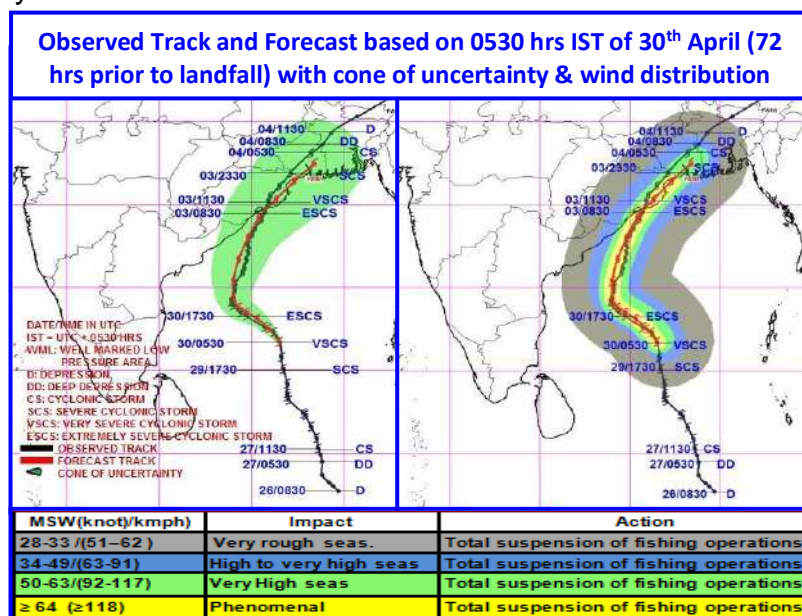 Observed Track and Forecast based on 0530 hrs IST of 30th April (72
hrs prior to landfall) with cone of uncertainty & wind distribution
04/1130 D
04/0830 DD
04/0530 CS
03/2330 SCS
03/1130 VSCS
03/0830 ESCS
30/1730 ESCS
30/0530 VSCS
29/1730 SCS
27/1130 CS
27/0530 DD
26/0830 D
DATE/TIME IN UTC
IST = UTC + 0530 HRS
WML: WELL MARKED LOW
PRESSURE AREA
D: DEPRESSION
DD: DEEP DEPRESSION
CS: CYCLONIC STORM
SCS: SEVERE CYCLONIC STORM
VSCS: VERY SEVERE CYCLONIC STORM
ESCS: EXTREMELY SEVERE CYCLONIC STORM
OBSERVED TRACK
FORECAST TRACK
CONE OF UNCERTAINTY
04/1130 D
04/0830 DD
04/0530 CS
03/2330 SCS
03/1130 VSCS
03/0830 ESCS
30/1730 ESCS
30/0530 VSCS
29/1730 SCS
27/1130 CS
27/0530 DD
26/0830 D
MSW(knot)/kmph) Impact Action
28-33 /(51–62 ) Very rough seas. Total suspension of fishing operations
34-49/(63-91) High to very high seas Total suspension of fishing operations
50-63/(92-117) Very High seas Total suspension of fishing operations
≥ 64 (≥118) Phenomenal Total suspension of fishing operations